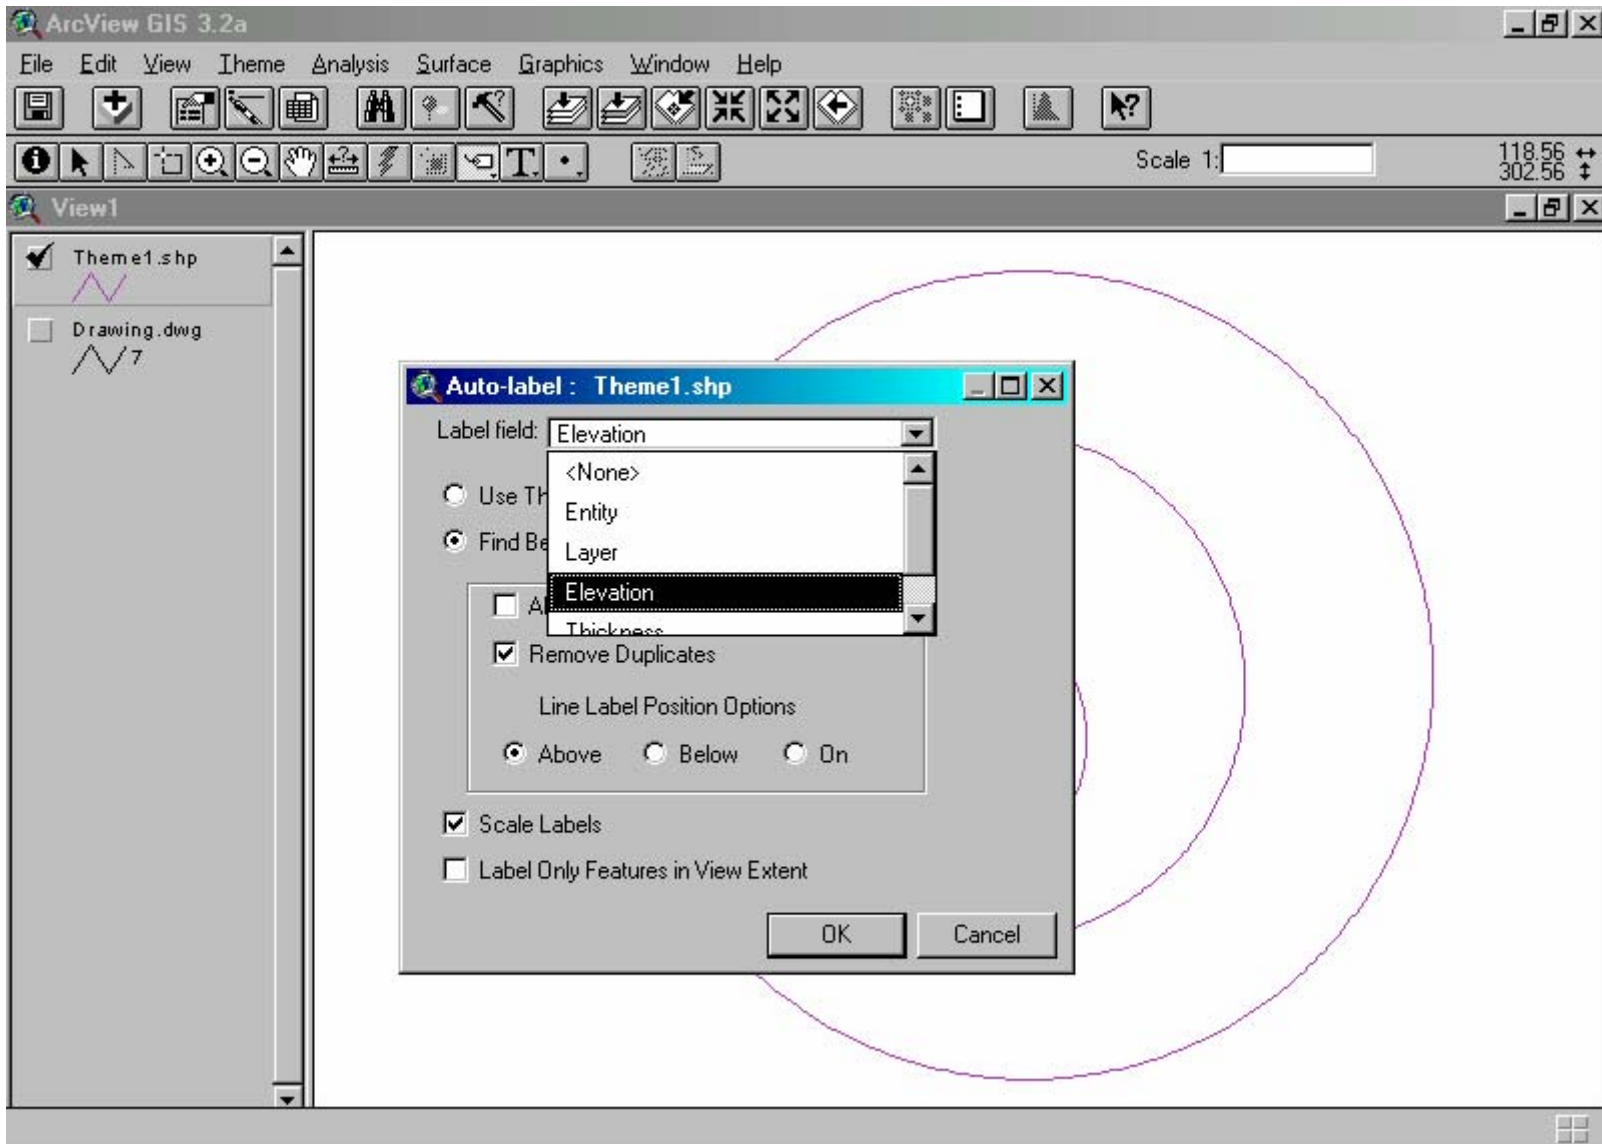 ArcView GIS 3.2a
File Edit View Theme Analysis Surface Graphics Window Help
Scale 1: 118.56
302.56
View1
Theme1.shp
Drawing.dwg
7
Auto-label : Theme1.shp
Label field: Elevation
<None>
Use Th
Entity
Find Be
Layer
Elevation
Al
Thickness
Remove Duplicates
Line Label Position Options
Above Below On
Scale Labels
Label Only Features in View Extent
OK Cancel